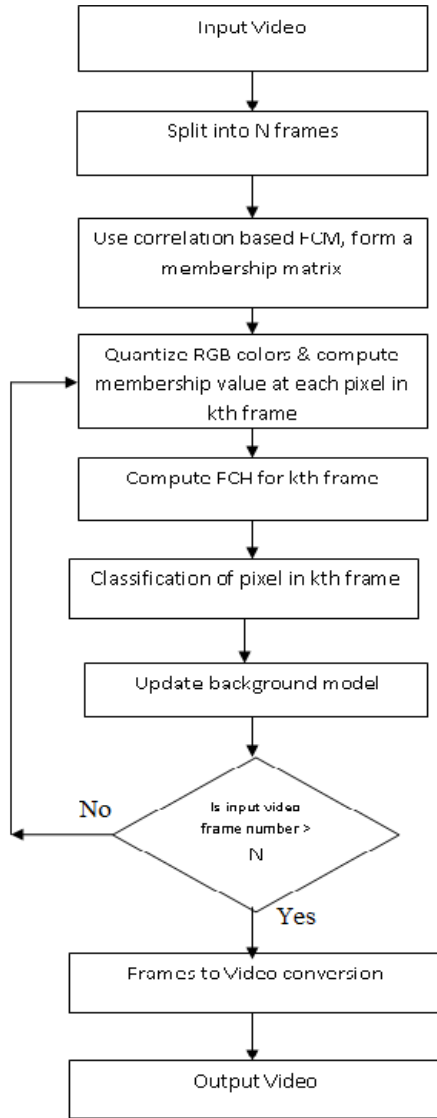 Input Video
Split into N frames
Use correlation based FCM, form a
membership matrix
Quantize RGB colors & compute
membership value at each pixel in
kth frame
Compute FCH for kth frame
Classification of pixel in kth frame
Update background model
Is input video
frame number >
N
No
Yes
Frames to Video conversion
Output Video